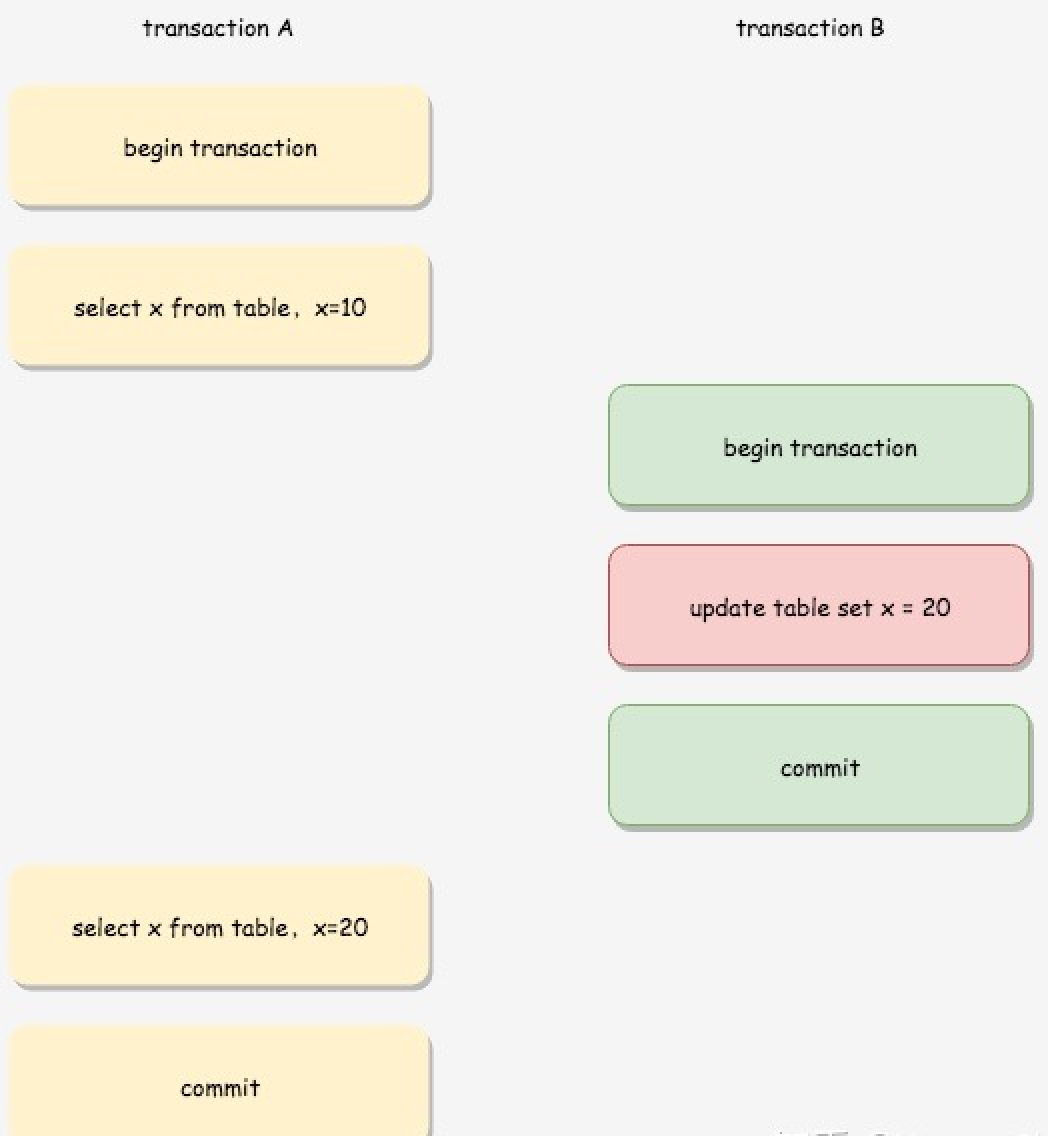 transaction A
transaction B
begin transaction
select x from table， x=10
begin transaction
update table set x = 20
commit
select x from table， x=20
commit